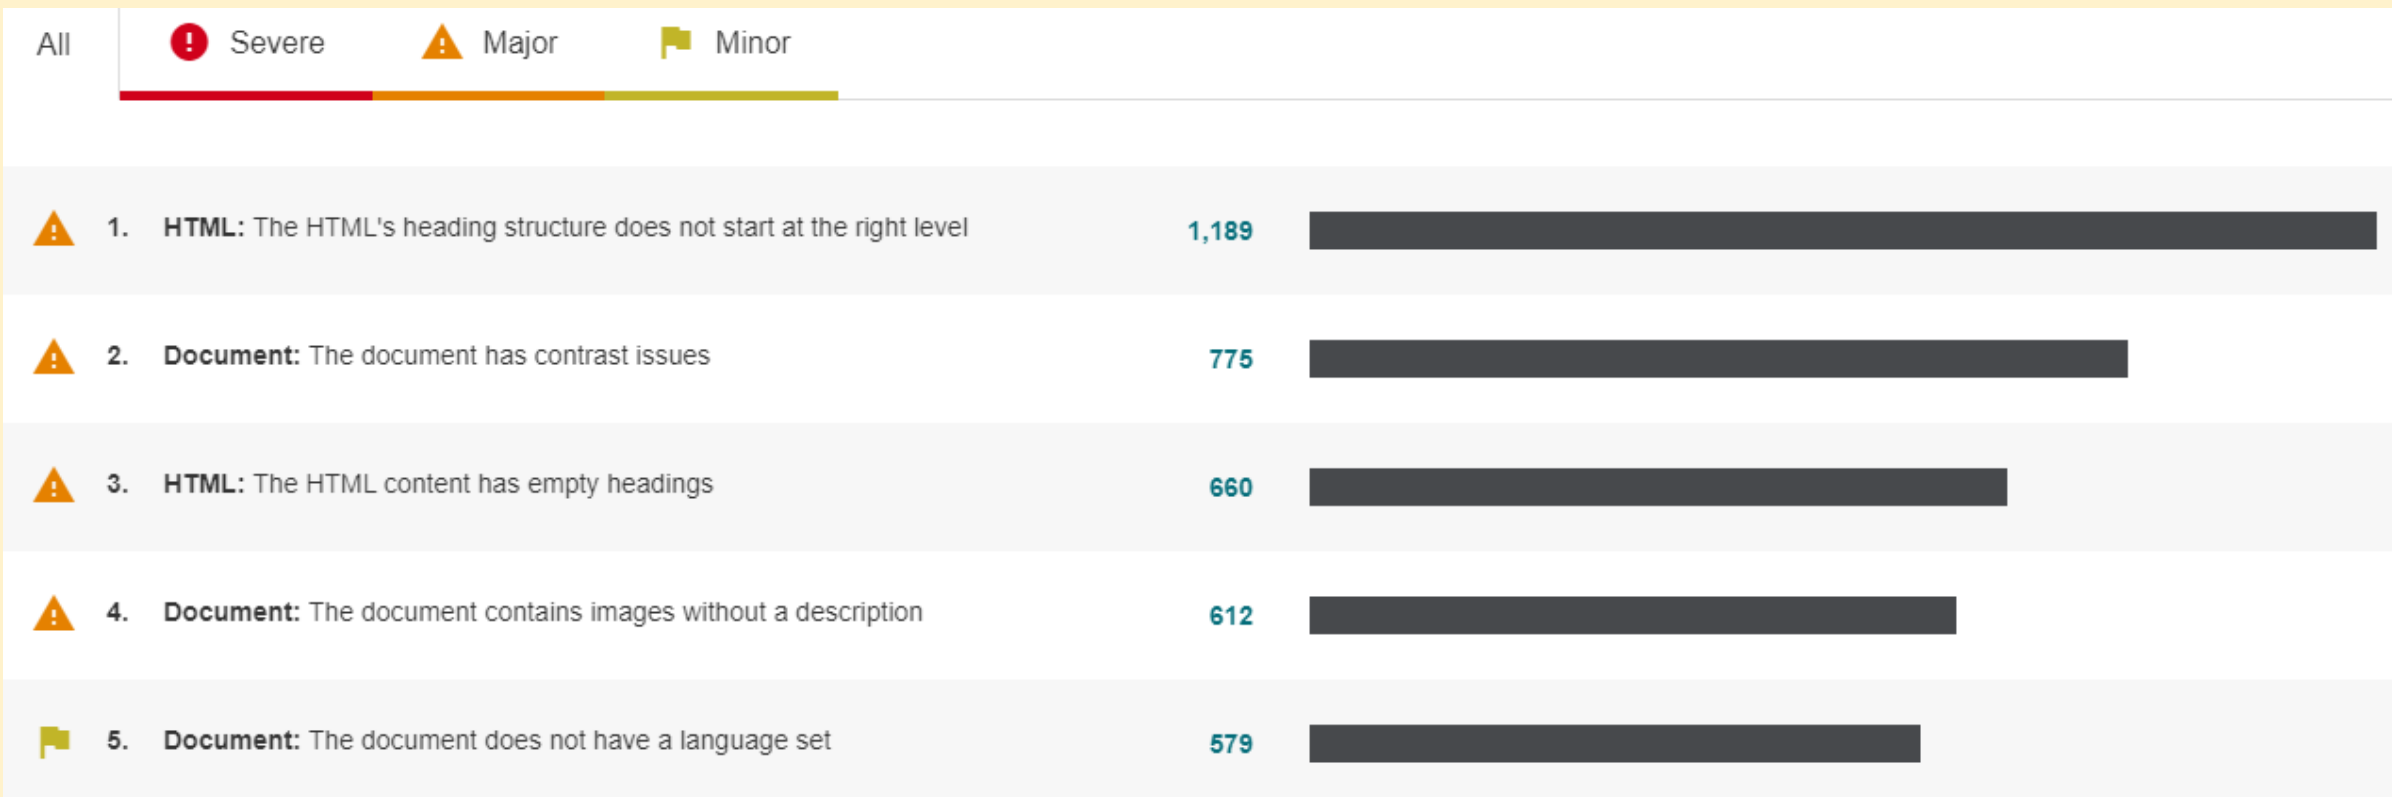 All Severe Major Minor
1. HTML: The HTML's heading structure does not start at the right level 1,189
2. Document: The document has contrast issues 775
3. HTML: The HTML content has empty headings 660
4. Document: The document contains images without a description 612
5. Document: The document does not have a language set 579